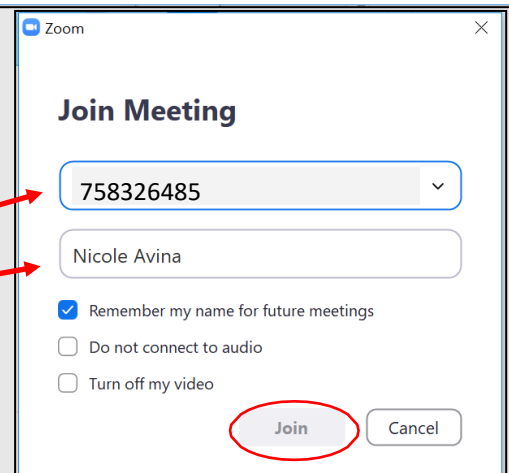 Zoom
Join Meeting
758326485
Nicole Avina
Remember my name for future meetings
Do not connect to audio
Turn off my video
Join Cancel